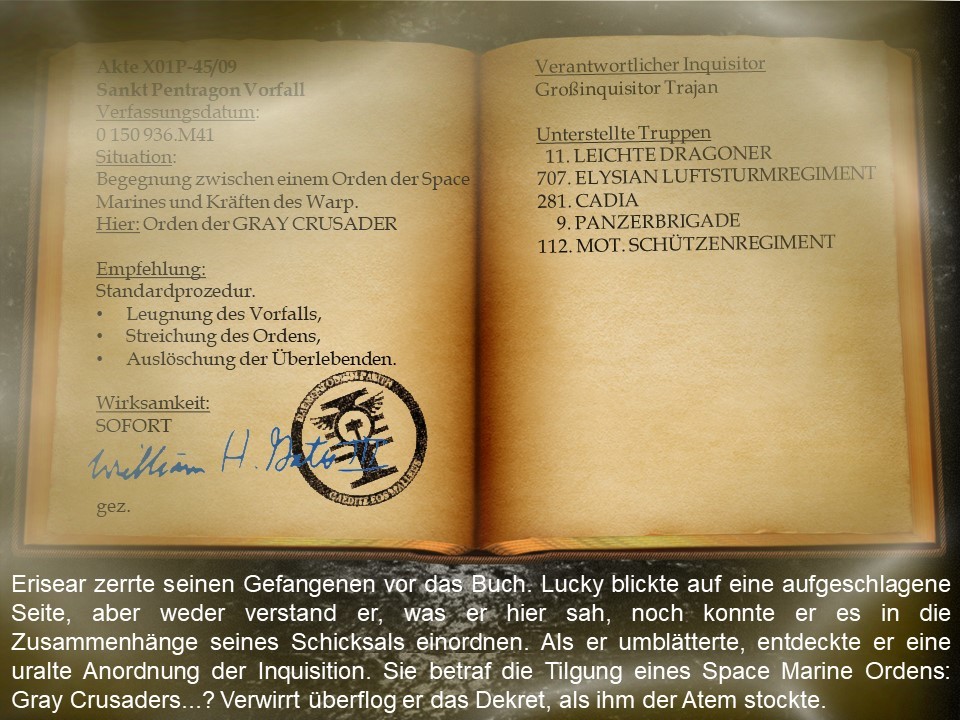 Akte X01P-45/09
Sankt Pentragon Vorfall
Verfassungsdatum:
0 150 936.M41
Situation:
Begegnung zwischen einem Orden der Space
Marines und Kräften des Warp.
Hier: Orden der GRAY CRUSADER
Empfehlung:
Standardprozedur.
• Leugnung des Vorfalls,
• Streichung des Ordens,
• Auslöschung der Überlebenden.
Wirksamkeit:
SOFORT
William H. Gates III
gez.
Verantwortlicher Inquisitor
Großinquisitor Trajan
Unterstellte Truppen
11. LEICHTE DRAGONER
707. ELYSIAN LUFTSTURMREGIMENT
281. CADIA
9. PANZERBRIGADE
112. MOT. SCHÜTZENREGIMENT
Erisear zerrte seinen Gefangenen vor das Buch. Lucky blickte auf eine aufgeschlagene
Seite, aber weder verstand er, was er hier sah, noch konnte er es in die
Zusammenhänge seines Schicksals einordnen. Als er umblätterte, entdeckte er eine
uralte Anordnung der Inquisition. Sie betraf die Tilgung eines Space Marine Ordens:
Gray Crusaders...? Verwirrt überflog er das Dekret, als ihm der Atem stockte.